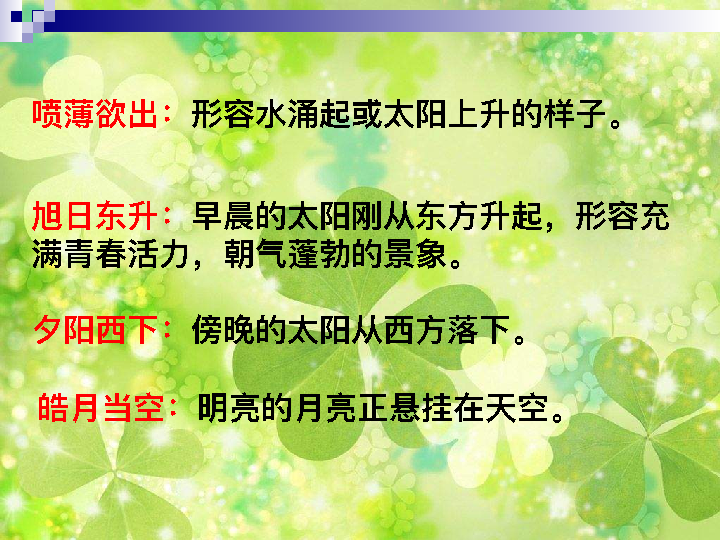 喷薄欲出：形容水涌起或太阳上升的样子。
旭日东升：早晨的太阳刚从东方升起，形容充
满青春活力，朝气蓬勃的景象。
夕阳西下：傍晚的太阳从西方落下。
皓月当空：明亮的月亮正悬挂在天空。